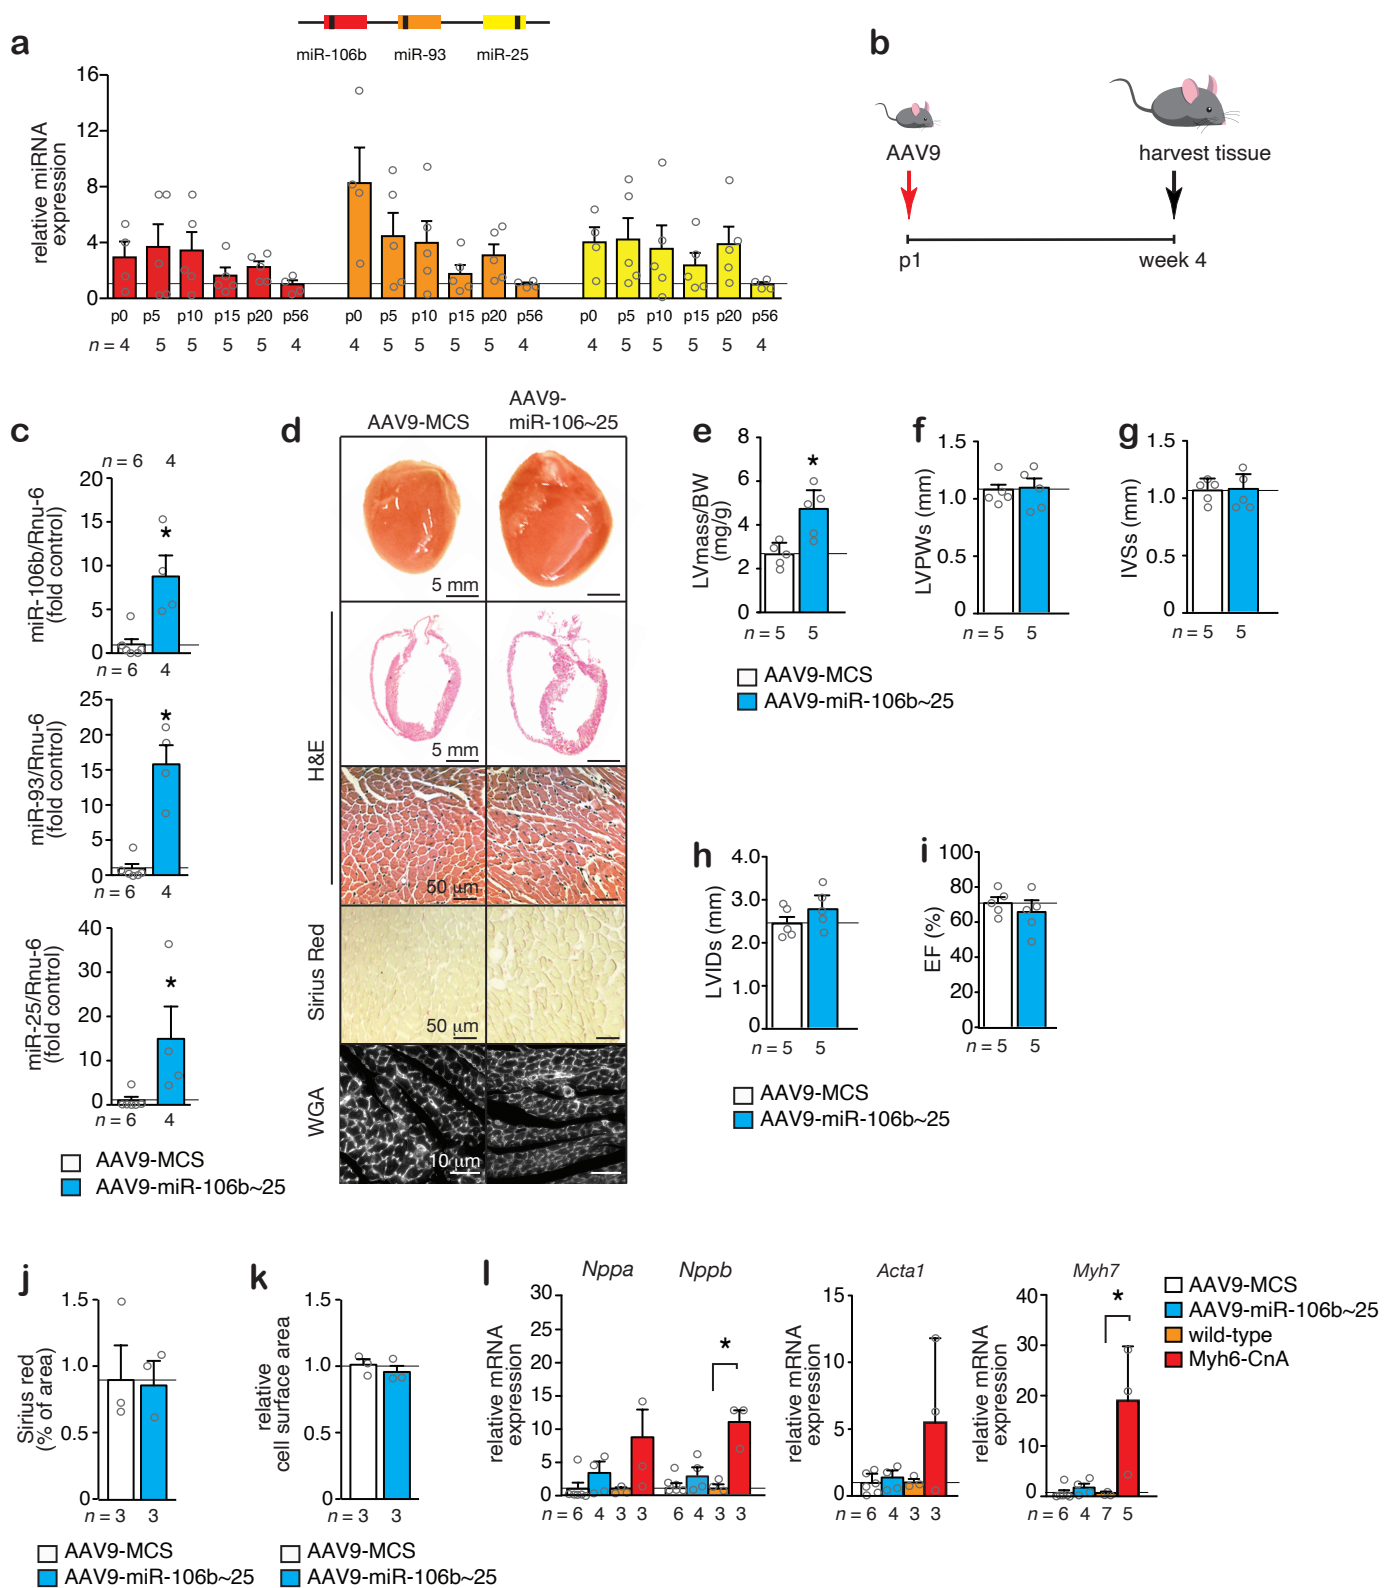 a
miR-106b miR-93 miR-25
relative miRNA
expression
16
12
8
4
0
p0 p5 p10 p15 p20 p56 p0 p5 p10 p15 p20 p56 p0 p5 p10 p15 p20 p56
n = 4 5 5 5 5 4 4 5 5 5 5 4 4 5 5 5 5 4
b
AAV9 harvest tissue
p1 week 4
c
n = 6 4
miR-106b/Rnu-6
(fold control)
20
15
10
5
0
*
n = 6 4
miR-93/Rnu-6
(fold control)
25
20
15
10
5
0
*
n = 6 4
miR-25/Rnu-6
(fold control)
40
30
20
10
0
*
n = 6 4
AAV9-MCS
AAV9-miR-106b~25
d
AAV9-MCS
AAV9-
miR-106~25
5 mm
H&E
5 mm
50 µm
Sirius Red
50 µm
WGA
10 µm
e
LVmass/BW
(mg/g)
8
6
4
2
0
*
n = 5 5
f
LVPWs (mm)
1.5
1.0
0.5
0
n = 5 5
g
IVSs (mm)
1.5
1.0
0.5
0
n = 5 5
AAV9-MCS
AAV9-miR-106b~25
h
LVIDs (mm)
4.0
3.0
2.0
1.0
0
n = 5 5
i
EF (%)
100
80
60
40
20
0
n = 5 5
AAV9-MCS
AAV9-miR-106b~25
j
Sirius red
(% of area)
1.5
1.0
0.5
0
n = 3 3
AAV9-MCS
AAV9-miR-106b~25
k
relative
cell surface area
1.5
1.0
0.5
0
n = 3 3
AAV9-MCS
AAV9-miR-106b~25
l
Nppa Nppb
relative mRNA
expression
30
25
20
15
10
5
0
*
n = 6 4 3 3 6 4 3 3
Acta1
relative mRNA
expression
15
10
5
0
n = 6 4 3 3
Myh7
relative mRNA
expression
40
30
20
10
0
*
n = 6 4 7 5
AAV9-MCS
AAV9-miR-106b~25
wild-type
Myh6-CnA